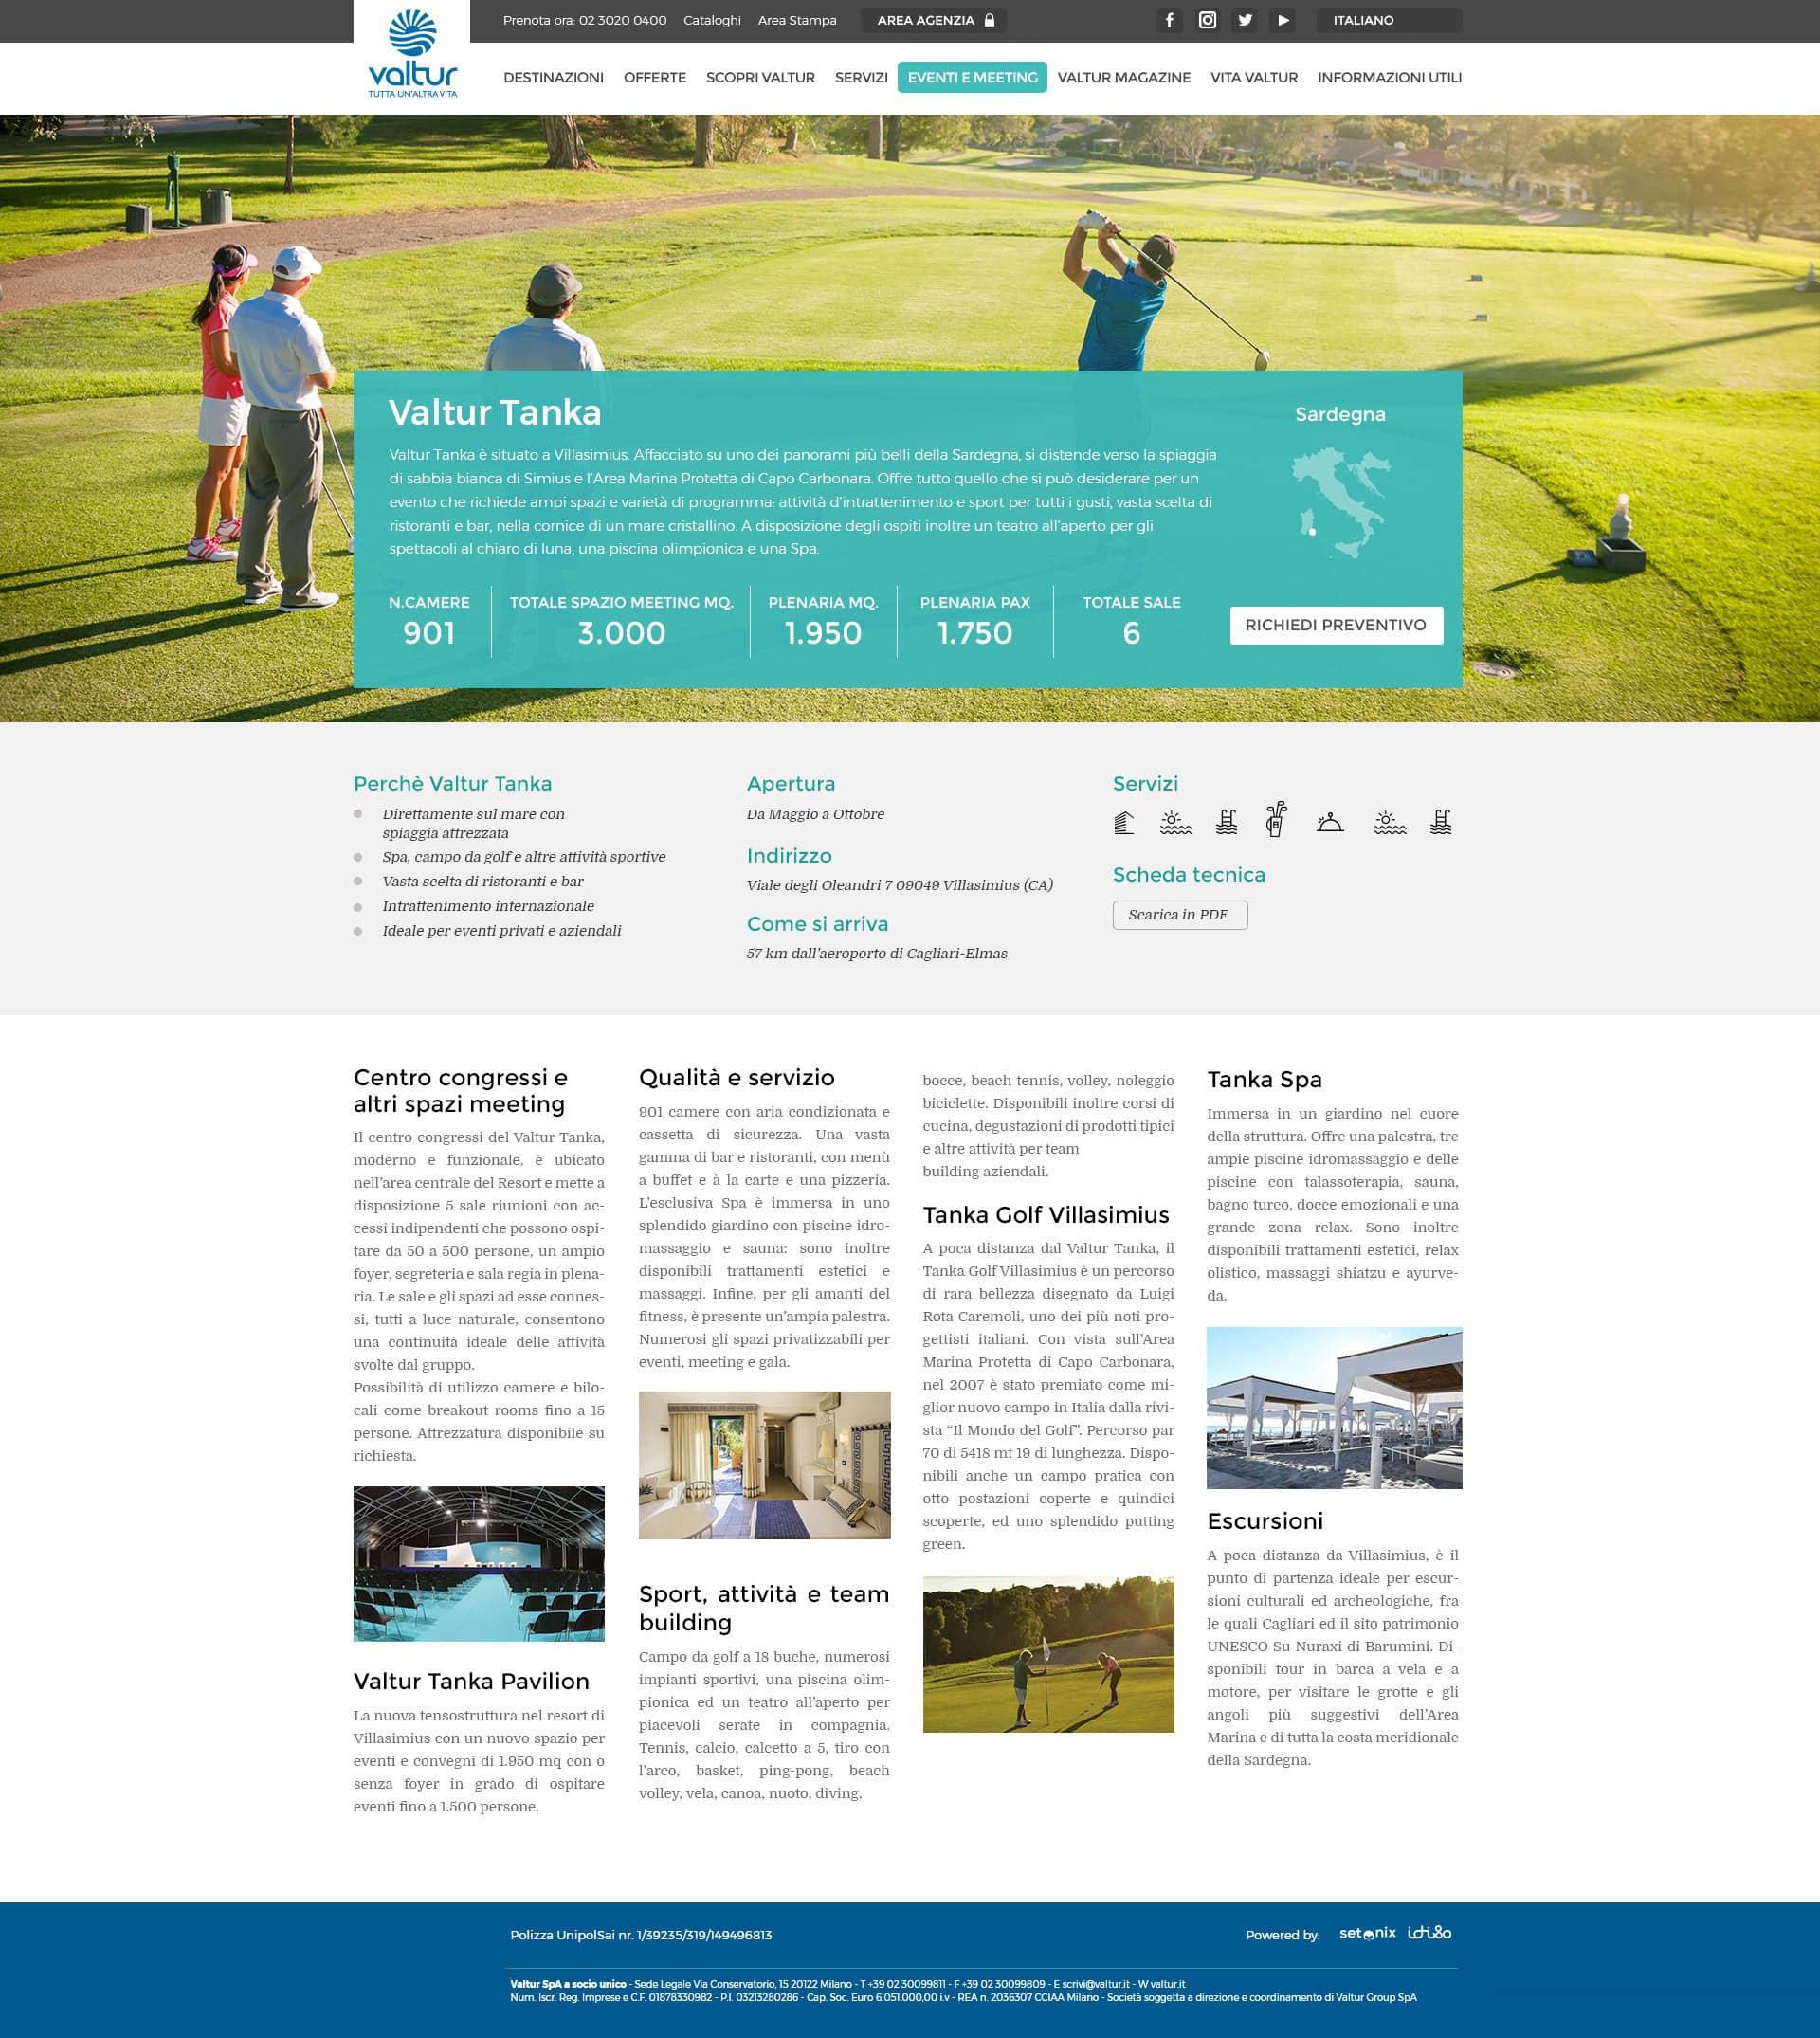 Prenota ora: 02 3020 0400 Cataloghi Area Stampa AREA AGENZIA ITALIANO
valtur
TUTTA UN'ALTRA VITA
DESTINAZIONI OFFERTE SCOPRI VALTUR SERVIZI EVENTI E MEETING VALTUR MAGAZINE VITA VALTUR INFORMAZIONI UTILI
Valtur Tanka
Valtur Tanka è situato a Villasimius. Affacciato su uno dei panorami più belli della Sardegna, si distende verso la spiaggia
di sabbia bianca di Simius e l'Area Marina Protetta di Capo Carbonara. Offre tutto quello che si può desiderare per un
evento che richiede ampi spazi e varietà di programma: attività d'intrattenimento e sport per tutti i gusti, vasta scelta di
ristoranti e bar, nella cornice di un mare cristallino. A disposizione degli ospiti inoltre un teatro all'aperto per gli
spettacoli al chiaro di luna, una piscina olimpionica e una Spa.
Sardegna
N.CAMERE
901
TOTALE SPAZIO MEETING MQ.
3.000
PLENARIA MQ.
1.950
PLENARIA PAX
1.750
TOTALE SALE
6
RICHIEDI PREVENTIVO
Perchè Valtur Tanka
Direttamente sul mare con
spiaggia attrezzata
Spa, campo da golf e altre attività sportive
Vasta scelta di ristoranti e bar
Intrattenimento internazionale
Ideale per eventi privati e aziendali
Apertura
Da Maggio a Ottobre
Indirizzo
Viale degli Oleandri 7 09049 Villasimius (CA)
Come si arriva
57 km dall'aeroporto di Cagliari-Elmas
Servizi
Scheda tecnica
Scarica in PDF
Centro congressi e
altri spazi meeting
Il centro congressi del Valtur Tanka,
moderno e funzionale, è ubicato
nell'area centrale del Resort e mette a
disposizione 5 sale riunioni con ac-
cessi indipendenti che possono ospi-
tare da 50 a 500 persone, un ampio
foyer, segreteria e sala regia in plena-
ria. Le sale e gli spazi ad esse connes-
si, tutti a luce naturale, consentono
una continuità ideale delle attività
svolte dal gruppo.
Possibilità di utilizzo camere e bilo-
cali come breakout rooms fino a 15
persone. Attrezzatura disponibile su
richiesta.
Valtur Tanka Pavilion
La nuova tensostruttura nel resort di
Villasimius con un nuovo spazio per
eventi e convegni di 1.950 mq con o
senza foyer in grado di ospitare
eventi fino a 1.500 persone.
Qualità e servizio
901 camere con aria condizionata e
cassetta di sicurezza. Una vasta
gamma di bar e ristoranti, con menù
a buffet e à la carte e una pizzeria.
L'esclusiva Spa è immersa in uno
splendido giardino con piscine idro-
massaggio e sauna: sono inoltre
disponibili trattamenti estetici e
massaggi. Infine, per gli amanti del
fitness, è presente un'ampia palestra.
Numerosi gli spazi privatizzabili per
eventi, meeting e gala.
Sport, attività e team
building
Campo da golf a 18 buche, numerosi
impianti sportivi, una piscina olim-
pionica ed un teatro all'aperto per
piacevoli serate in compagnia.
Tennis, calcio, calcetto a 5, tiro con
l'arco, basket, ping-pong, beach
volley, vela, canoa, nuoto, diving,
bocce, beach tennis, volley, noleggio
biciclette. Disponibili inoltre corsi di
cucina, degustazioni di prodotti tipici
e altre attività per team
building aziendali.
Tanka Golf Villasimius
A poca distanza dal Valtur Tanka, il
Tanka Golf Villasimius è un percorso
di rara bellezza disegnato da Luigi
Rota Caremoli, uno dei più noti pro-
gettisti italiani. Con vista sull'Area
Marina Protetta di Capo Carbonara,
nel 2007 è stato premiato come mi-
glior nuovo campo in Italia dalla rivi-
sta “Il Mondo del Golf”. Percorso par
70 di 5418 mt 19 di lunghezza. Dispo-
nibili anche un campo pratica con
otto postazioni coperte e quindici
scoperte, ed uno splendido putting
green.
Tanka Spa
Immersa in un giardino nel cuore
della struttura. Offre una palestra, tre
ampie piscine idromassaggio e delle
piscine con talassoterapia, sauna,
bagno turco, docce emozionali e una
grande zona relax. Sono inoltre
disponibili trattamenti estetici, relax
olistico, massaggi shiatzu e ayurve-
da.
Escursioni
A poca distanza da Villasimius, è il
punto di partenza ideale per escur-
sioni culturali ed archeologiche, fra
le quali Cagliari ed il sito patrimonio
UNESCO Su Nuraxi di Barumini. Di-
sponibili tour in barca a vela e a
motore, per visitare le grotte e gli
angoli più suggestivi dell'Area
Marina e di tutta la costa meridionale
della Sardegna.
Polizza UnipolSai nr. 1/39235/319/149496813
Powered by: setenix idi80
Valtur SpA a socio unico - Sede Legale Via Conservatorio, 15 20122 Milano - T +39 02 30099811 - F +39 02 30099809 - E scrivi@valtur.it - W valtur.it
Num. Iscr. Reg. Imprese e C.F. 01878330982 - P.I. 03213280286 - Cap. Soc. Euro 6.051.000,00 i.v - REA n. 2036307 CCIAA Milano - Società soggetta a direzione e coordinamento di Valtur Group SpA